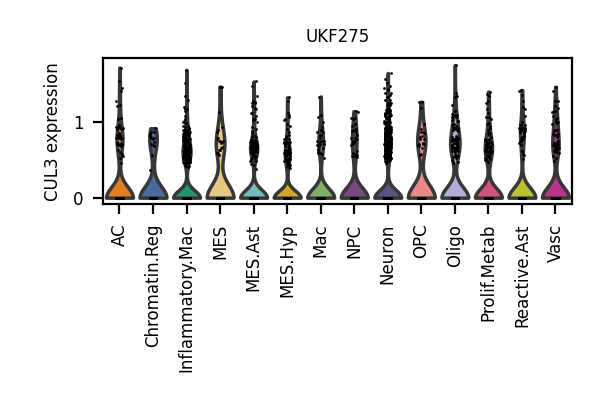 UKF275
CUL3 expression
1
0
AC
Chromatin.Reg
Inflammatory.Mac
MES
MES.Ast
MES.Hyp
Mac
NPC
Neuron
OPC
Oligo
Prolif.Metab
Reactive.Ast
Vasc